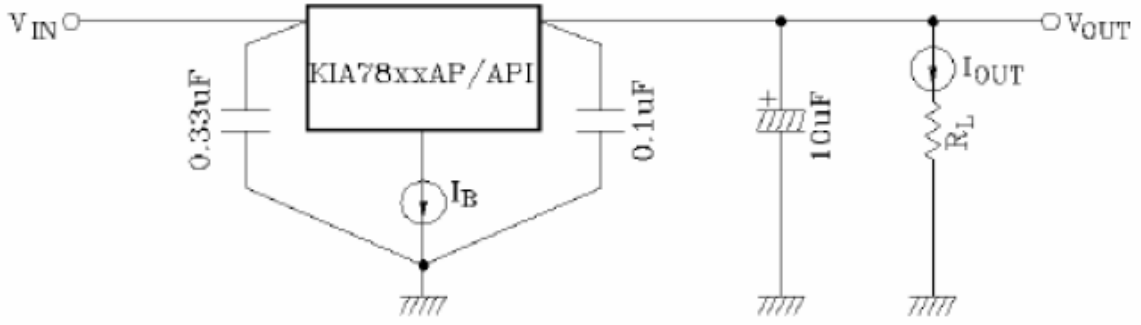 VIN
KIA78xxAP/API
VOUT
0.33uF
0.1uF
+
10uF
IOUT
RL
IB